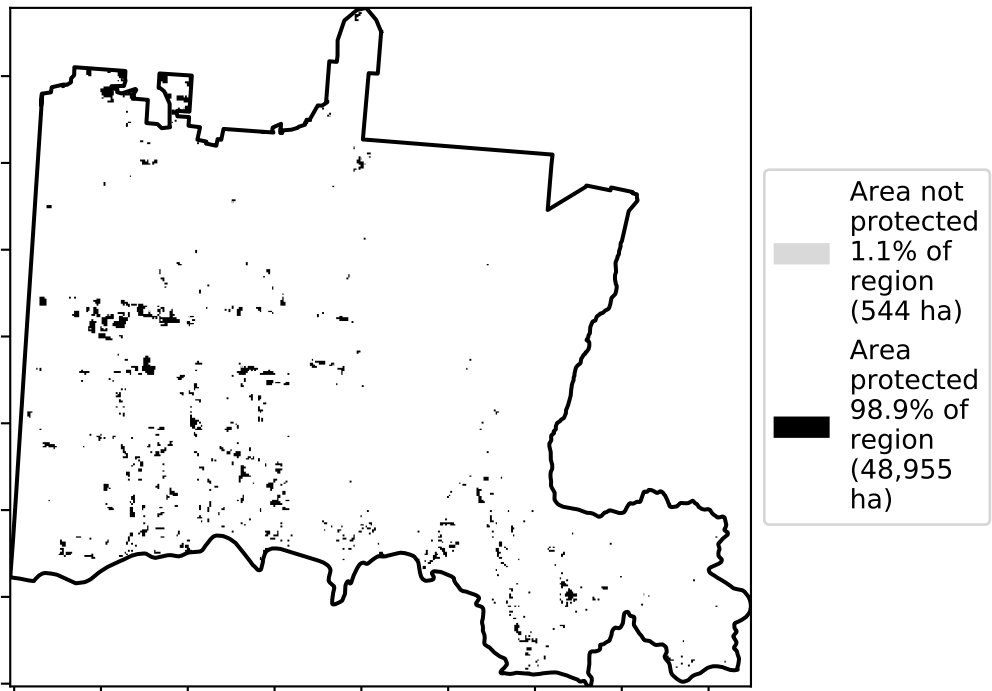 Area not
protected
1.1% of
region
(544 ha)
Area
protected
98.9% of
region
(48,955
ha)